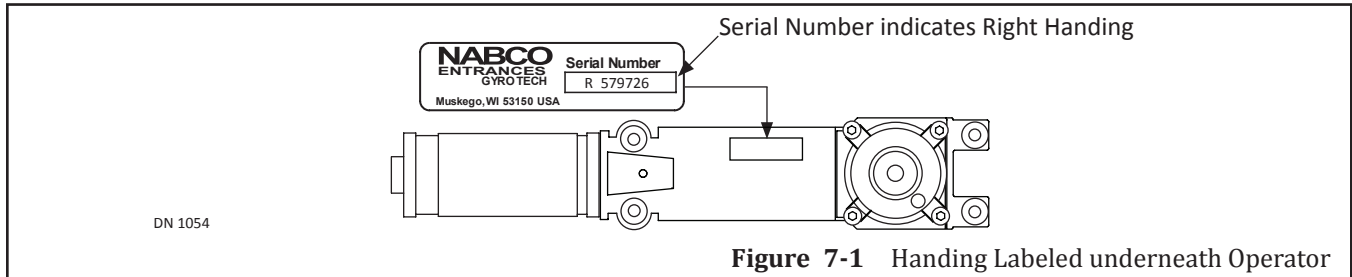 Serial Number indicates Right Handing
NABCO
ENTRANCES
GYRO TECH
Serial Number
R 579726
Muskego, WI 53150 USA
DN 1054
Figure 7-1 Handing Labeled underneath Operator